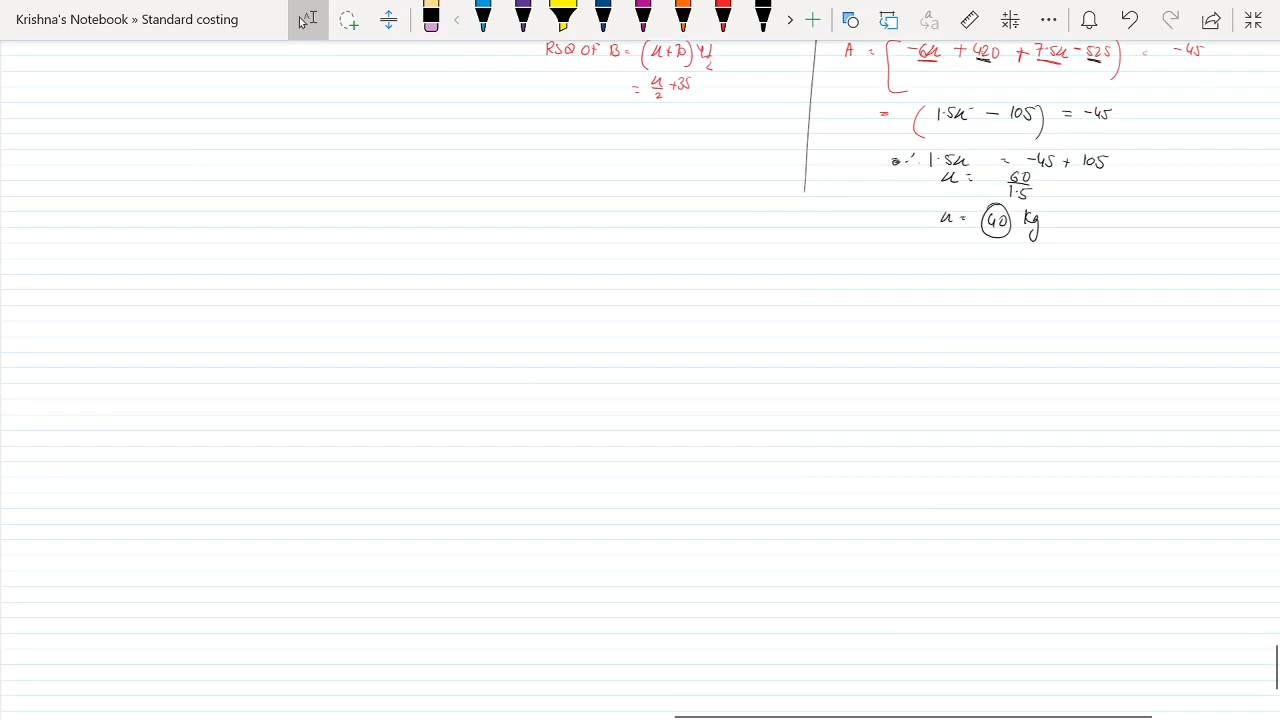 Krishna's Notebook » Standard costing
RSQ OF B = (x+70) 1/2
= x/2 +35
A = [ -6x + 420 + 7.5x - 525 ) = -45
= ( 1.5x - 105 ) = -45
∴ 1.5x = -45 + 105
x = 60/1.5
x = 40 kg